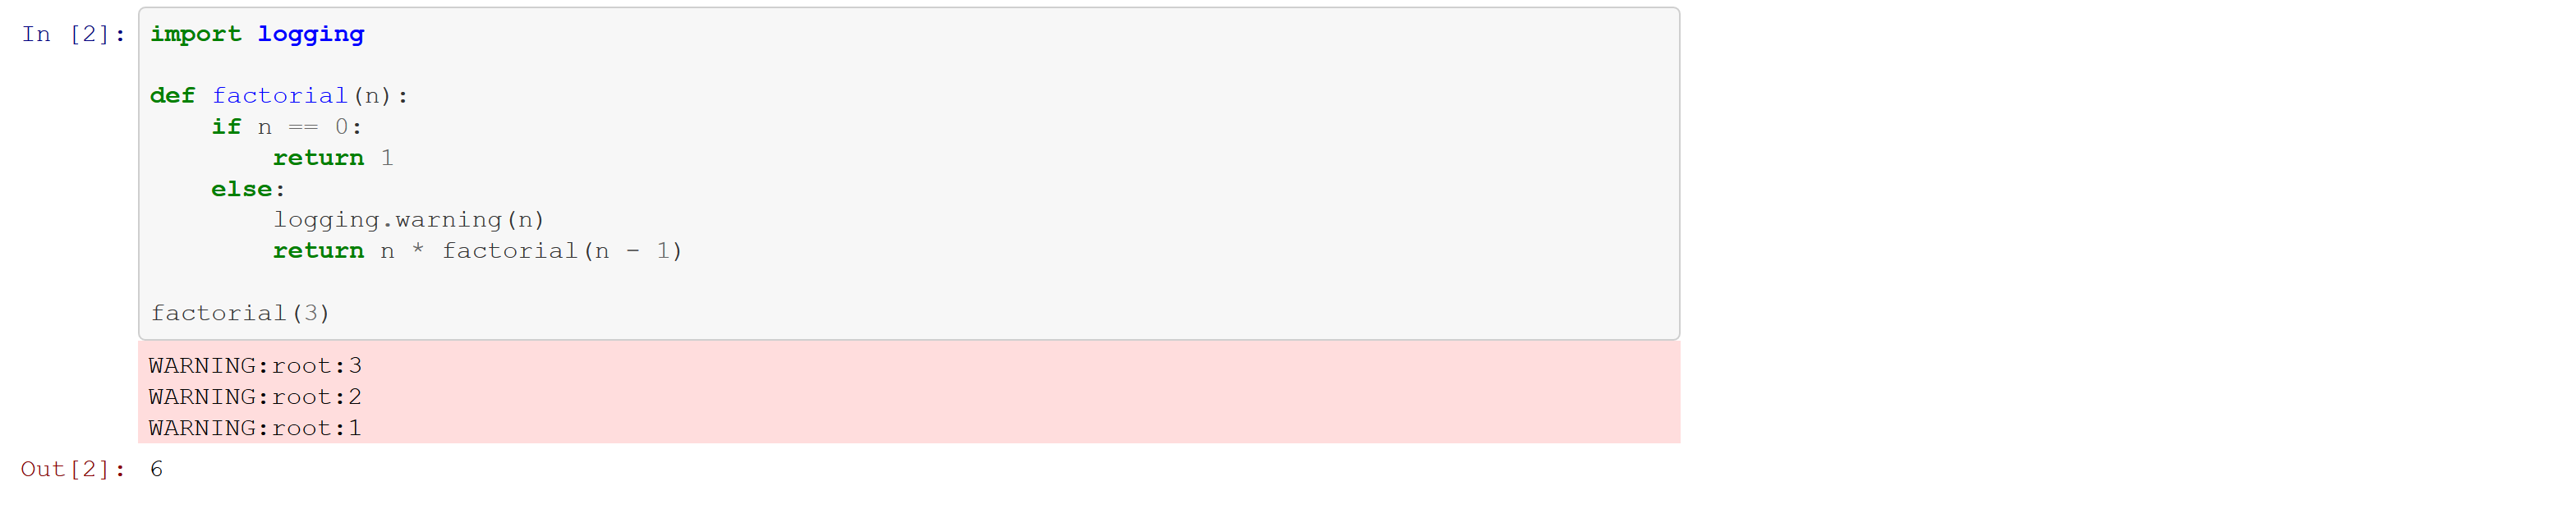 In [2]: import logging

def factorial(n):
    if n == 0:
        return 1
    else:
        logging.warning(n)
        return n * factorial(n - 1)

factorial(3)
WARNING:root:3
WARNING:root:2
WARNING:root:1
Out[2]: 6